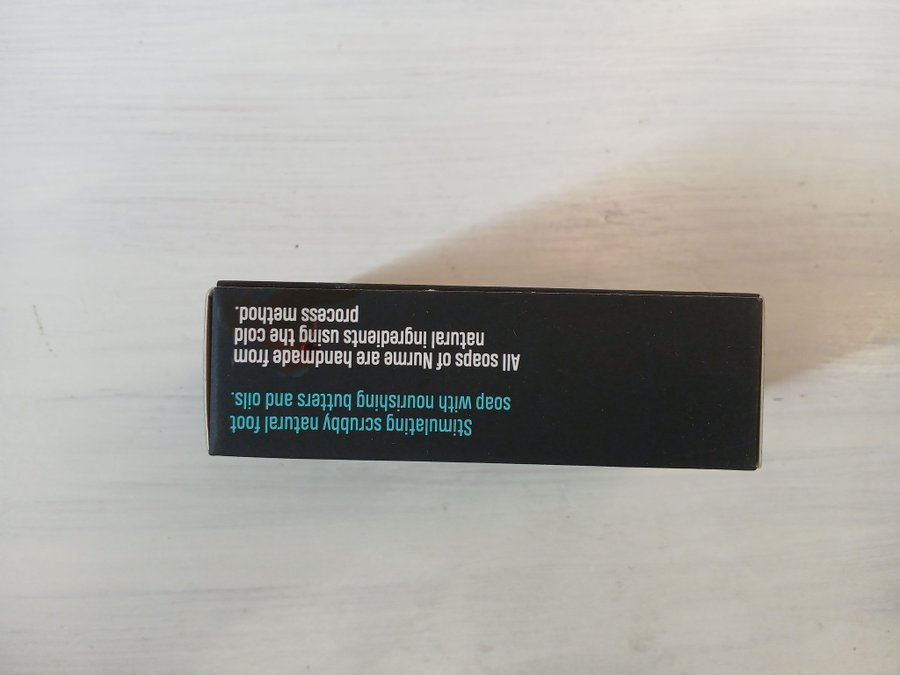 Stimulating scrubby natural foot
soap with nourishing butters and oils.
All soaps of Nurme are handmade from
natural ingredients using the cold
process method.